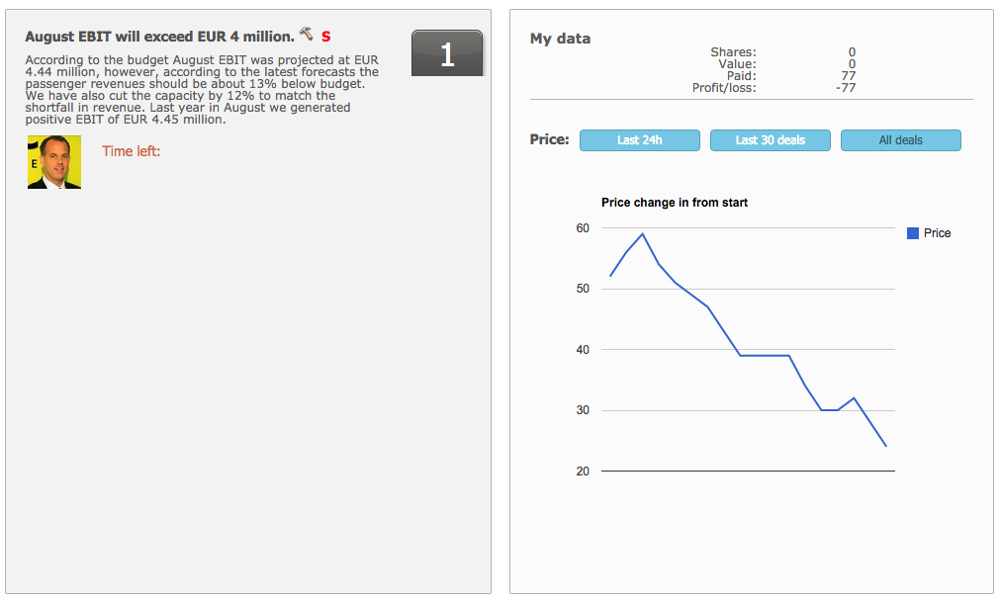 August EBIT will exceed EUR 4 million. S
1
According to the budget August EBIT was projected at EUR
4.44 million, however, according to the latest forecasts the
passenger revenues should be about 13% below budget.
We have also cut the capacity by 12% to match the
shortfall in revenue. Last year in August we generated
positive EBIT of EUR 4.45 million.
E
Time left:
My data
Shares: 0
Value: 0
Paid: 77
Profit/loss: -77
Price: Last 24h Last 30 deals All deals
Price change in from start
60
50
40
30
20
Price